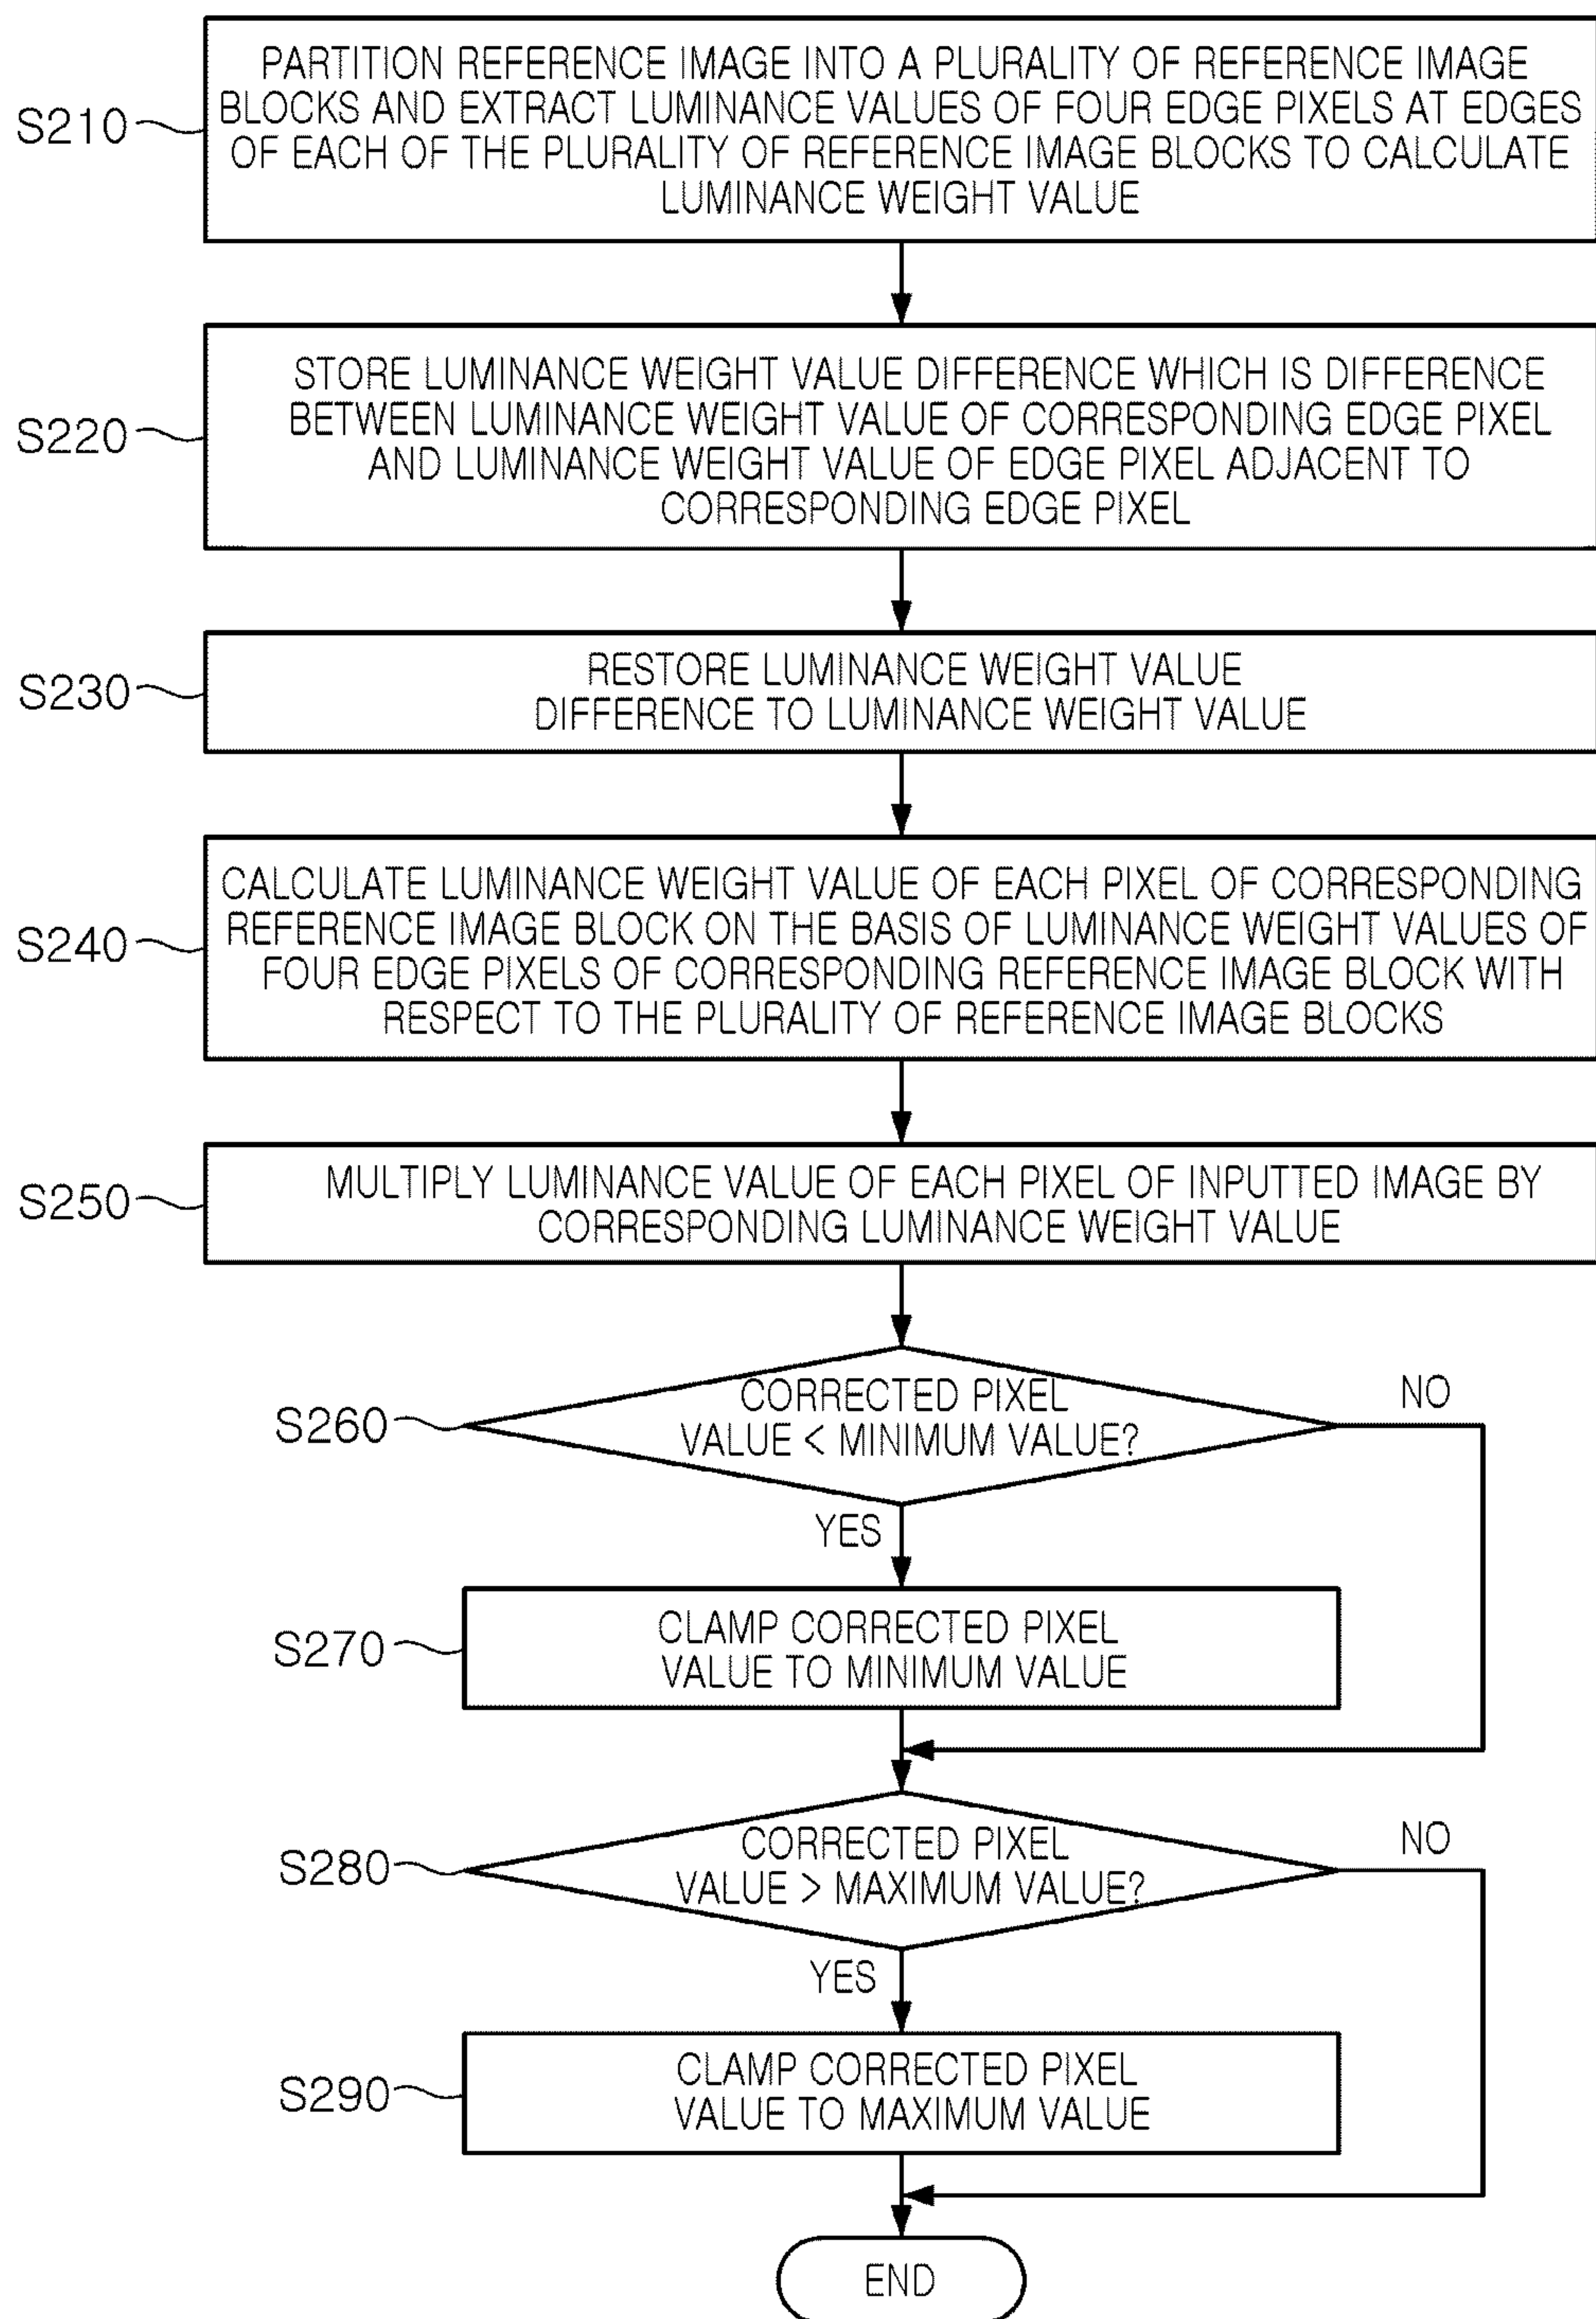 S210
PARTITION REFERENCE IMAGE INTO A PLURALITY OF REFERENCE IMAGE
BLOCKS AND EXTRACT LUMINANCE VALUES OF FOUR EDGE PIXELS AT EDGES
OF EACH OF THE PLURALITY OF REFERENCE IMAGE BLOCKS TO CALCULATE
LUMINANCE WEIGHT VALUE
S220
STORE LUMINANCE WEIGHT VALUE DIFFERENCE WHICH IS DIFFERENCE
BETWEEN LUMINANCE WEIGHT VALUE OF CORRESPONDING EDGE PIXEL
AND LUMINANCE WEIGHT VALUE OF EDGE PIXEL ADJACENT TO
CORRESPONDING EDGE PIXEL
S230
RESTORE LUMINANCE WEIGHT VALUE
DIFFERENCE TO LUMINANCE WEIGHT VALUE
S240
CALCULATE LUMINANCE WEIGHT VALUE OF EACH PIXEL OF CORRESPONDING
REFERENCE IMAGE BLOCK ON THE BASIS OF LUMINANCE WEIGHT VALUES OF
FOUR EDGE PIXELS OF CORRESPONDING REFERENCE IMAGE BLOCK WITH
RESPECT TO THE PLURALITY OF REFERENCE IMAGE BLOCKS
S250
MULTIPLY LUMINANCE VALUE OF EACH PIXEL OF INPUTTED IMAGE BY
CORRESPONDING LUMINANCE WEIGHT VALUE
S260
CORRECTED PIXEL
VALUE < MINIMUM VALUE?
NO
YES
S270
CLAMP CORRECTED PIXEL
VALUE TO MINIMUM VALUE
S280
CORRECTED PIXEL
VALUE > MAXIMUM VALUE?
NO
YES
S290
CLAMP CORRECTED PIXEL
VALUE TO MAXIMUM VALUE
END